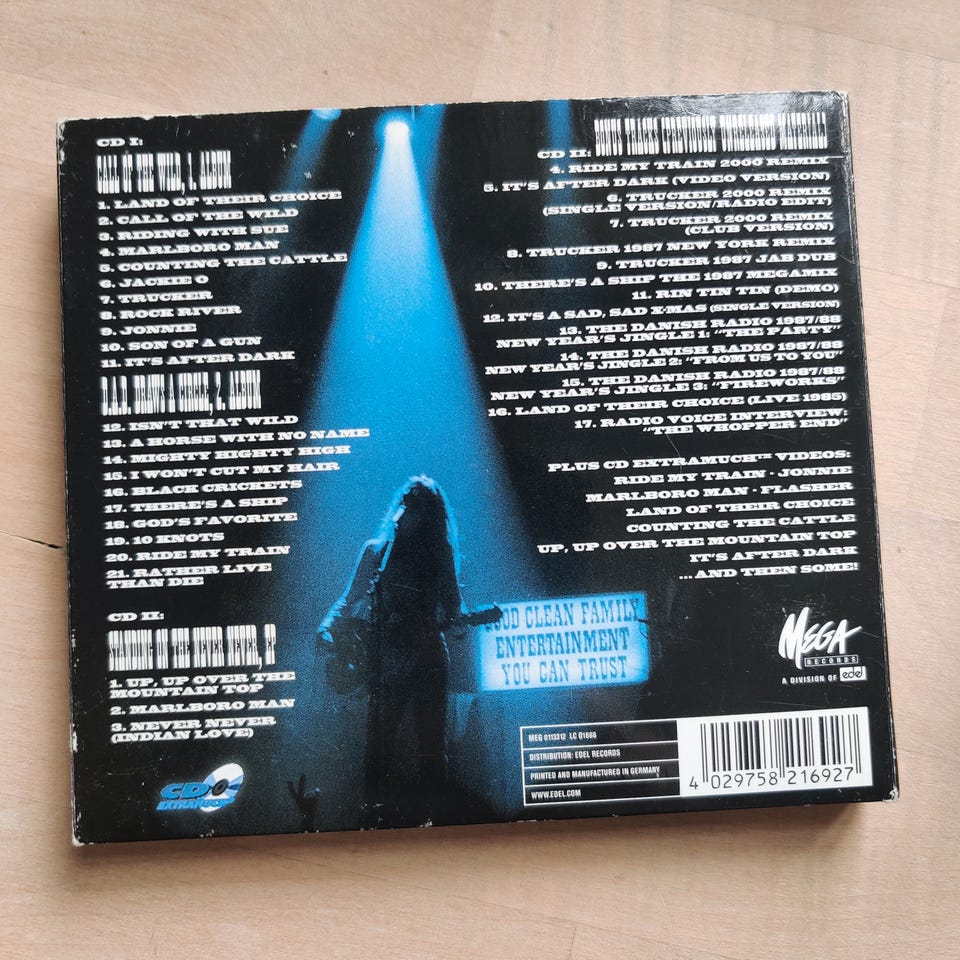 CD I:
CALL OF THE WILD, 1. ALBUM
1. LAND OF THEIR CHOICE
2. CALL OF THE WILD
3. RIDING WITH SUE
4. MARLBORO MAN
5. COUNTING THE CATTLE
6. JACKIE O
7. TRUCKER
8. ROCK RIVER
9. JONNIE
10. SON OF A GUN
11. IT'S AFTER DARK
D.A.D. DRAWS A CIRCLE, 2. ALBUM
12. ISN'T THAT WILD
13. A HORSE WITH NO NAME
14. MIGHTY MIGHTY HIGH
15. I WON'T CUT MY HAIR
16. BLACK CRICKETS
17. THERE'S A SHIP
18. GOD'S FAVORITE
19. 10 KNOTS
20. RIDE MY TRAIN
21. RATHER LIVE
THAN DIE
CD II:
STANDING ON THE NEVER NEVER, EP
1. UP, UP OVER THE
MOUNTAIN TOP
2. MARLBORO MAN
3. NEVER NEVER
(INDIAN LOVE)
CD EXTRAMUCH
CD II: BONUS TRACKS PREVIOUSLY UNRELEASED MATERIAL
4. RIDE MY TRAIN 2000 REMIX
5. IT'S AFTER DARK (VIDEO VERSION)
6. TRUCKER 2000 REMIX
(SINGLE VERSION/RADIO EDIT)
7. TRUCKER 2000 REMIX
(CLUB VERSION)
8. TRUCKER 1987 NEW YORK REMIX
9. TRUCKER 1987 JAB DUB
10. THERE'S A SHIP THE 1987 MEGAMIX
11. RIN TIN TIN (DEMO)
12. IT'S A SAD, SAD X-MAS (SINGLE VERSION)
13. THE DANISH RADIO 1987/88
NEW YEAR'S JINGLE 1: "THE PARTY"
14. THE DANISH RADIO 1987/88
NEW YEAR'S JINGLE 2: "FROM US TO YOU"
15. THE DANISH RADIO 1987/88
NEW YEAR'S JINGLE 3: "FIREWORKS"
16. LAND OF THEIR CHOICE (LIVE 1985)
17. RADIO VOICE INTERVIEW:
"THE WHOPPER END"
PLUS CD EXTRAMUCH™ VIDEOS:
RIDE MY TRAIN - JONNIE
MARLBORO MAN - FLASHER
LAND OF THEIR CHOICE
COUNTING THE CATTLE
UP, UP OVER THE MOUNTAIN TOP
IT'S AFTER DARK
...AND THEN SOME!
GOOD CLEAN FAMILY
ENTERTAINMENT
YOU CAN TRUST
MEGA
RECORDS
A DIVISION OF edel
MEG 0113312 LC 01666
DISTRIBUTION: EDEL RECORDS
PRINTED AND MANUFACTURED IN GERMANY
WWW.EDEL.COM
4 029758 216927